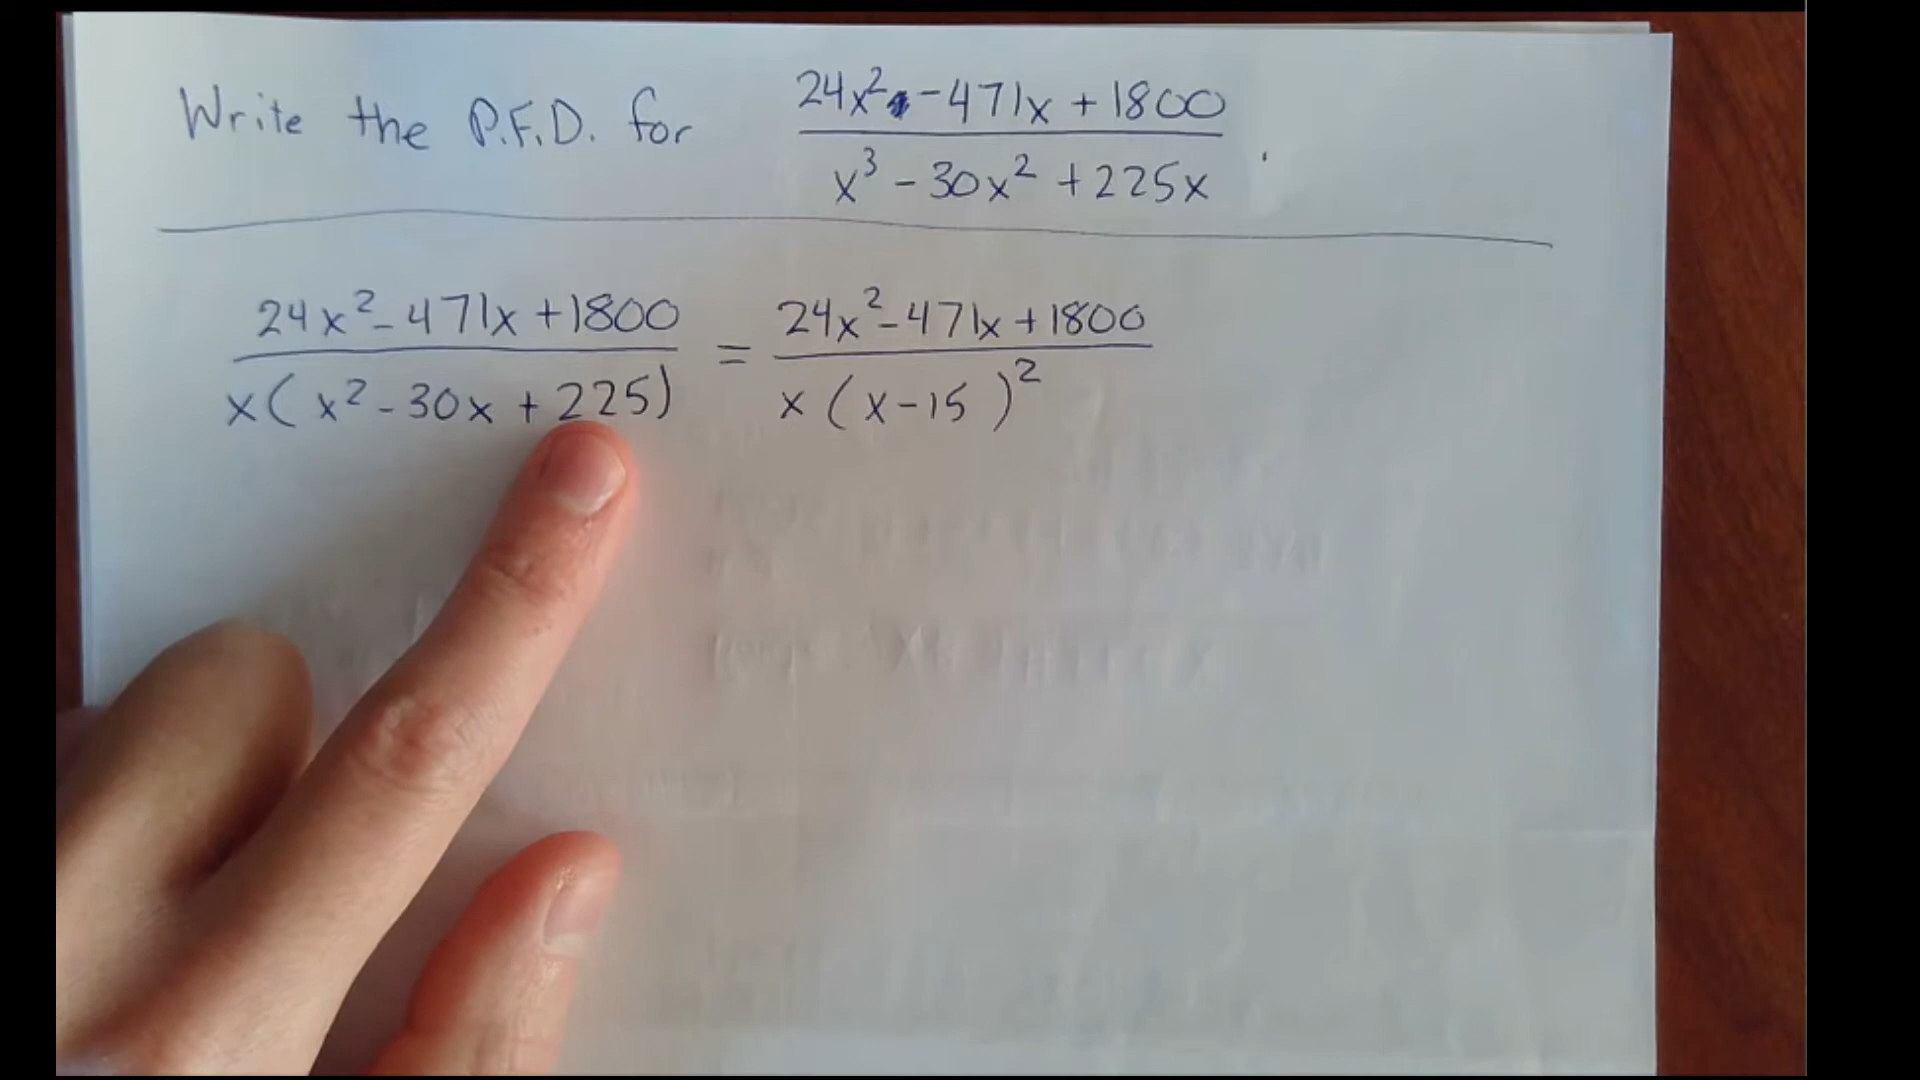 Write the P.F.D. for
24x² -471x + 1800
x³ - 30x² + 225x .
24x² - 471x + 1800 = 24x² - 471x + 1800
x( x² - 30x + 225) x ( x - 15 )²